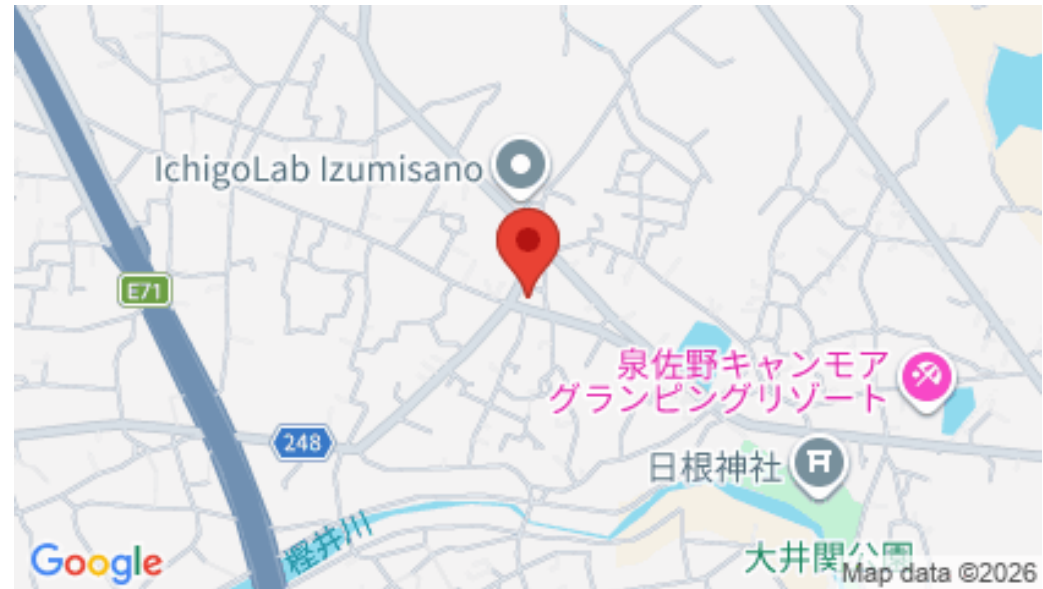 IchigoLab Izumisano
E71
泉佐野キャンモア
グランピングリゾート
248
日根神社
樫井川
大井関公園
Google
Map data ©2026